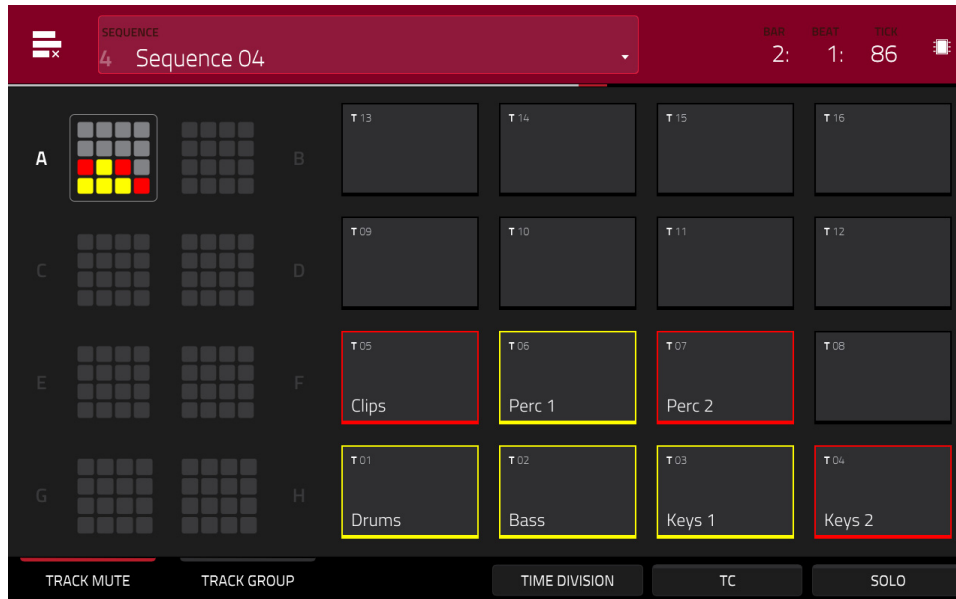 SEQUENCE
4 Sequence 04
BAR BEAT TICK
2: 1: 86
A
B
C
D
E
F
G
H
T 13
T 14
T 15
T 16
T 09
T 10
T 11
T 12
T 05
Clips
T 06
Perc 1
T 07
Perc 2
T 08
T 01
Drums
T 02
Bass
T 03
Keys 1
T 04
Keys 2
TRACK MUTE
TRACK GROUP
TIME DIVISION
TC
SOLO